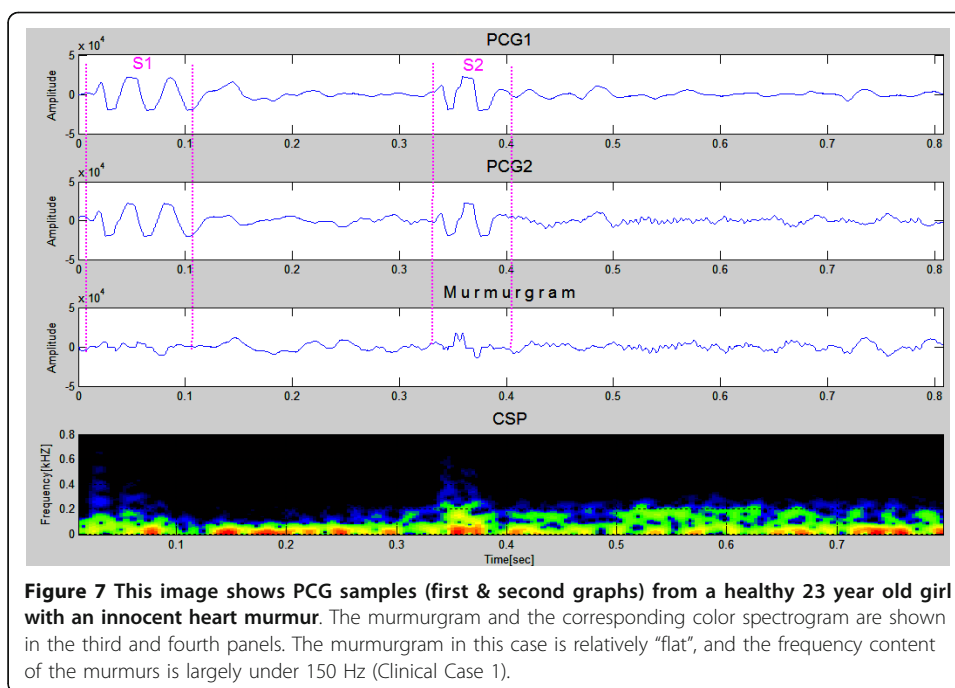 PCG1
x 10^4
S1
S2
5
0
-5
Amplitude
0 0.1 0.2 0.3 0.4 0.5 0.6 0.7 0.8
PCG2
x 10^4
5
0
-5
Amplitude
0 0.1 0.2 0.3 0.4 0.5 0.6 0.7 0.8
Murmurgram
x 10^4
5
0
-5
Amplitude
0 0.1 0.2 0.3 0.4 0.5 0.6 0.7 0.8
CSP
0.8
0.6
0.4
0.2
0
Frequency[kHZ]
0.1 0.2 0.3 0.4 0.5 0.6 0.7
Time[sec]
Figure 7 This image shows PCG samples (first & second graphs) from a healthy 23 year old girl
with an innocent heart murmur. The murmurgram and the corresponding color spectrogram are shown
in the third and fourth panels. The murmurgram in this case is relatively “flat”, and the frequency content
of the murmurs is largely under 150 Hz (Clinical Case 1).